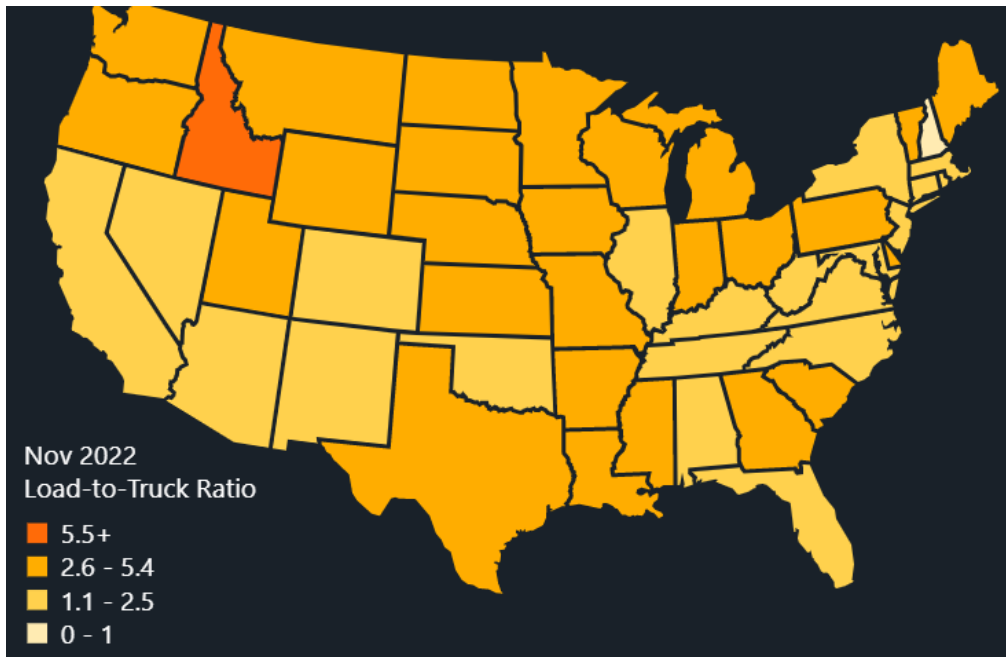 Nov 2022
Load-to-Truck Ratio
5.5+
2.6 - 5.4
1.1 - 2.5
0 - 1